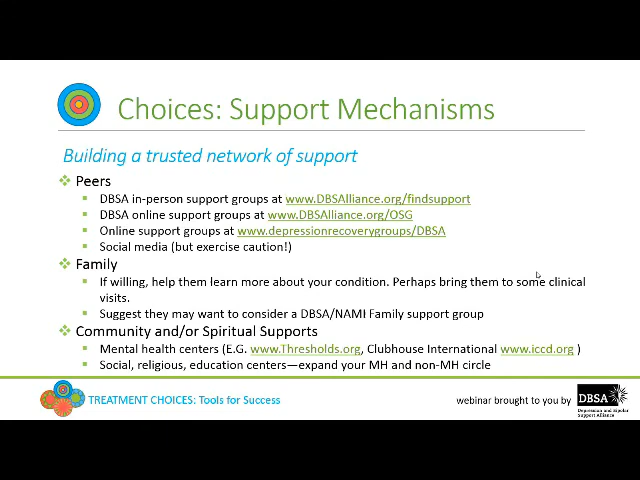 Choices: Support Mechanisms
Building a trusted network of support
Peers
DBSA in-person support groups at www.DBSAlliance.org/findsupport
DBSA online support groups at www.DBSAlliance.org/OSG
Online support groups at www.depressionrecoverygroups/DBSA
Social media (but exercise caution!)
Family
If willing, help them learn more about your condition. Perhaps bring them to some clinical
visits.
Suggest they may want to consider a DBSA/NAMI Family support group
Community and/or Spiritual Supports
Mental health centers (E.G. www.Thresholds.org, Clubhouse International www.iccd.org )
Social, religious, education centers—expand your MH and non-MH circle
TREATMENT CHOICES: Tools for Success
webinar brought to you by
DBSA
Depression and Bipolar
Support Alliance